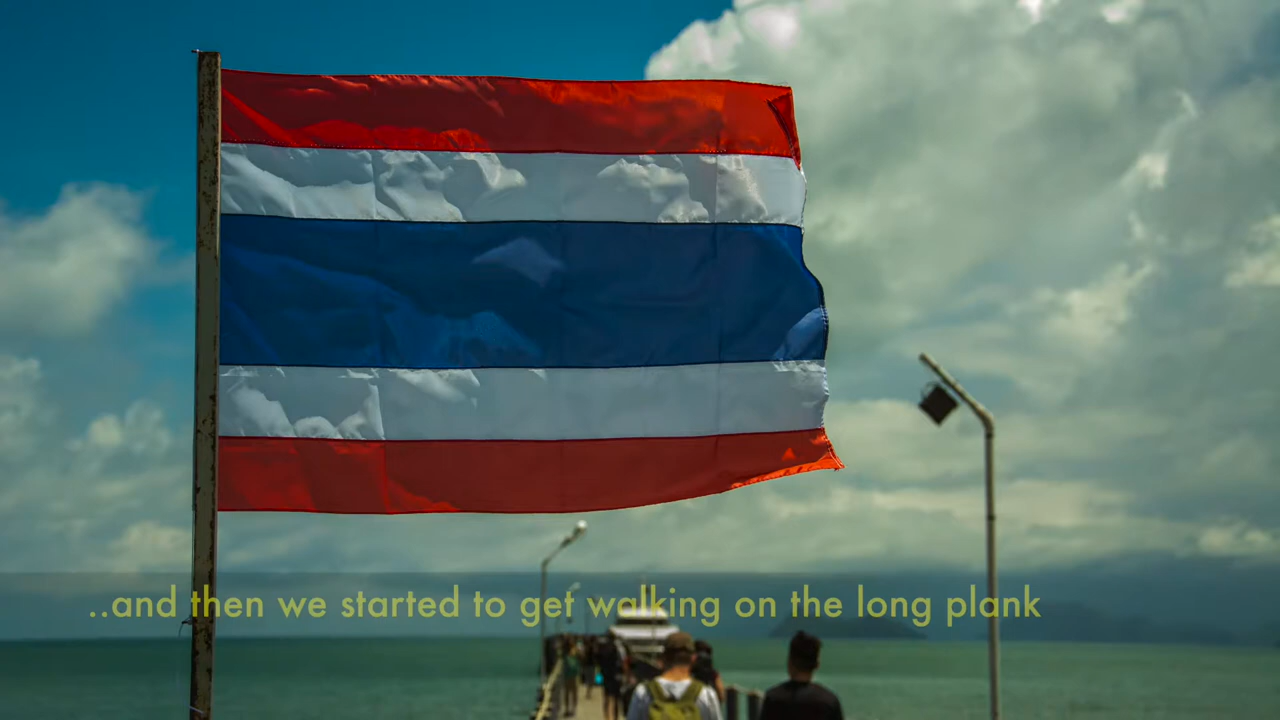 ..and then we started to get walking on the long plank